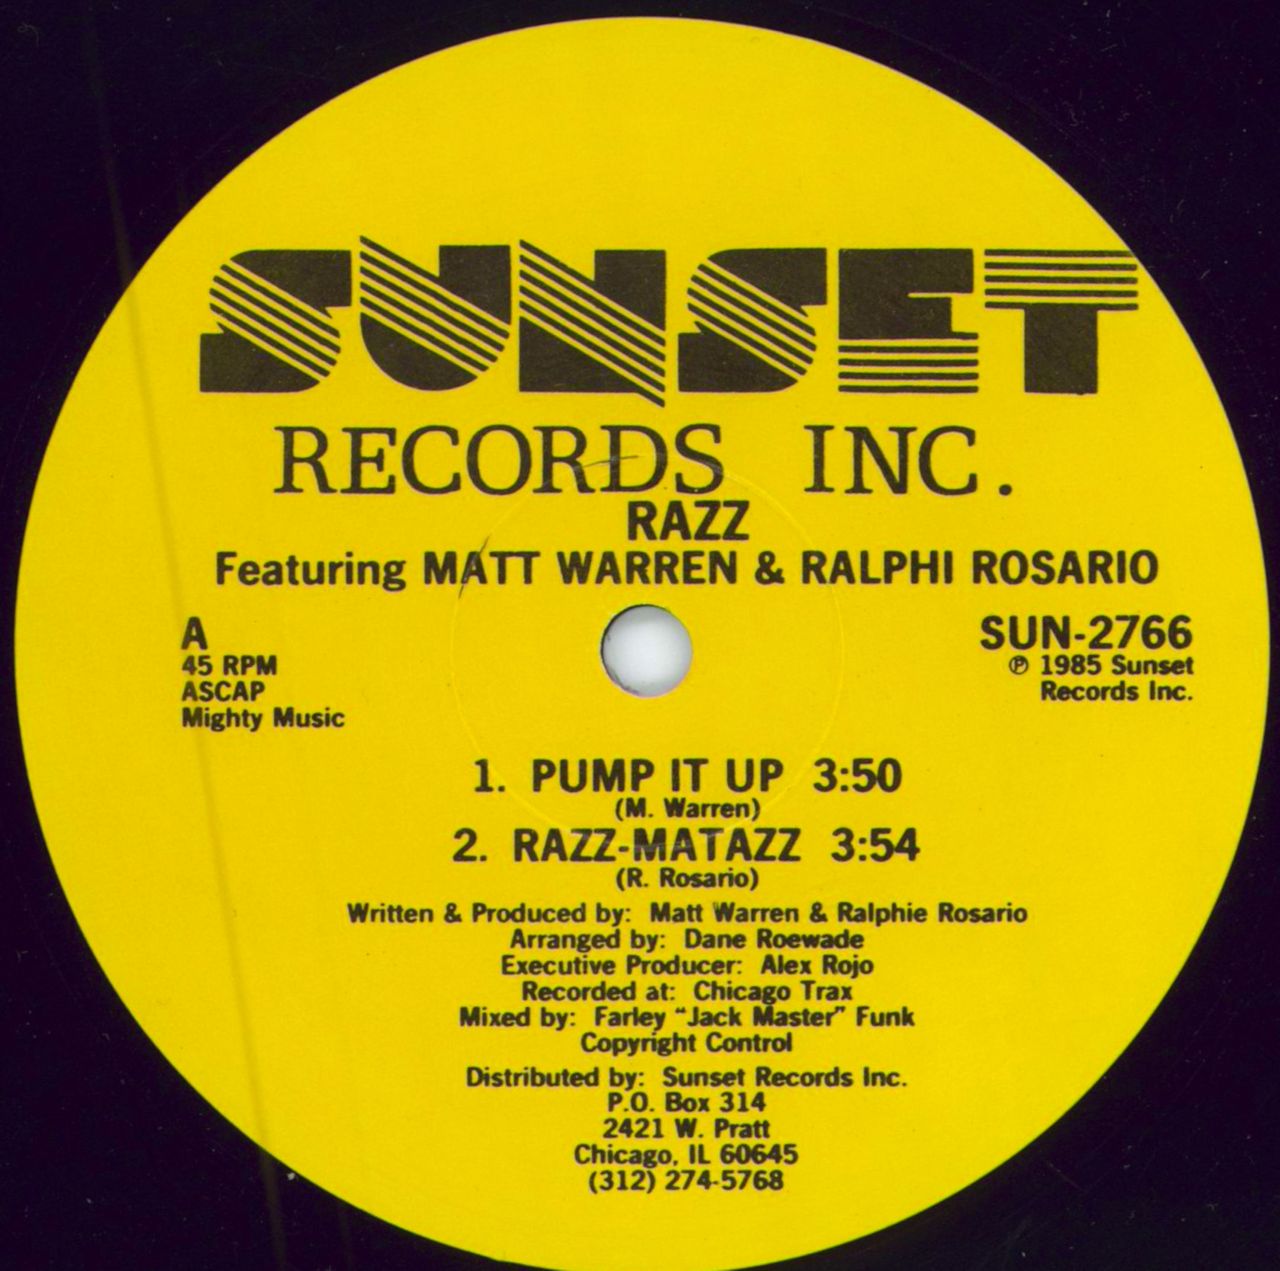 SUNSET
RECORDS INC.
RAZZ
Featuring MATT WARREN & RALPHI ROSARIO
A
45 RPM
ASCAP
Mighty Music
SUN-2766
℗ 1985 Sunset
Records Inc.
1. PUMP IT UP 3:50
(M. Warren)
2. RAZZ-MATAZZ 3:54
(R. Rosario)
Written & Produced by: Matt Warren & Ralphie Rosario
Arranged by: Dane Roewade
Executive Producer: Alex Rojo
Recorded at: Chicago Trax
Mixed by: Farley "Jack Master" Funk
Copyright Control
Distributed by: Sunset Records Inc.
P.O. Box 314
2421 W. Pratt
Chicago, IL 60645
(312) 274-5768